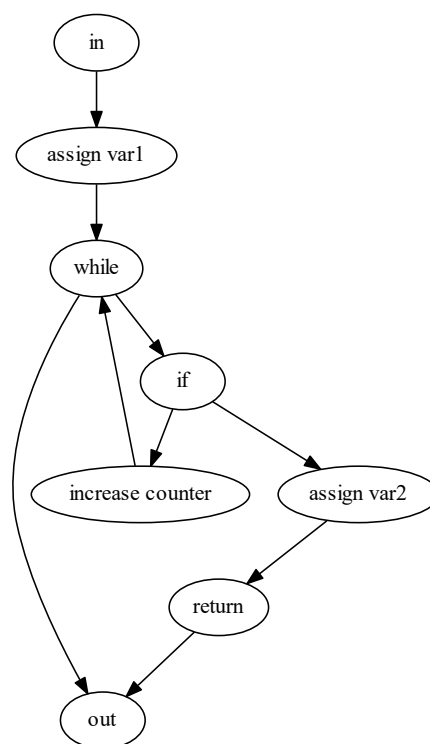 in
assign var1
while
if
increase counter
assign var2
return
out